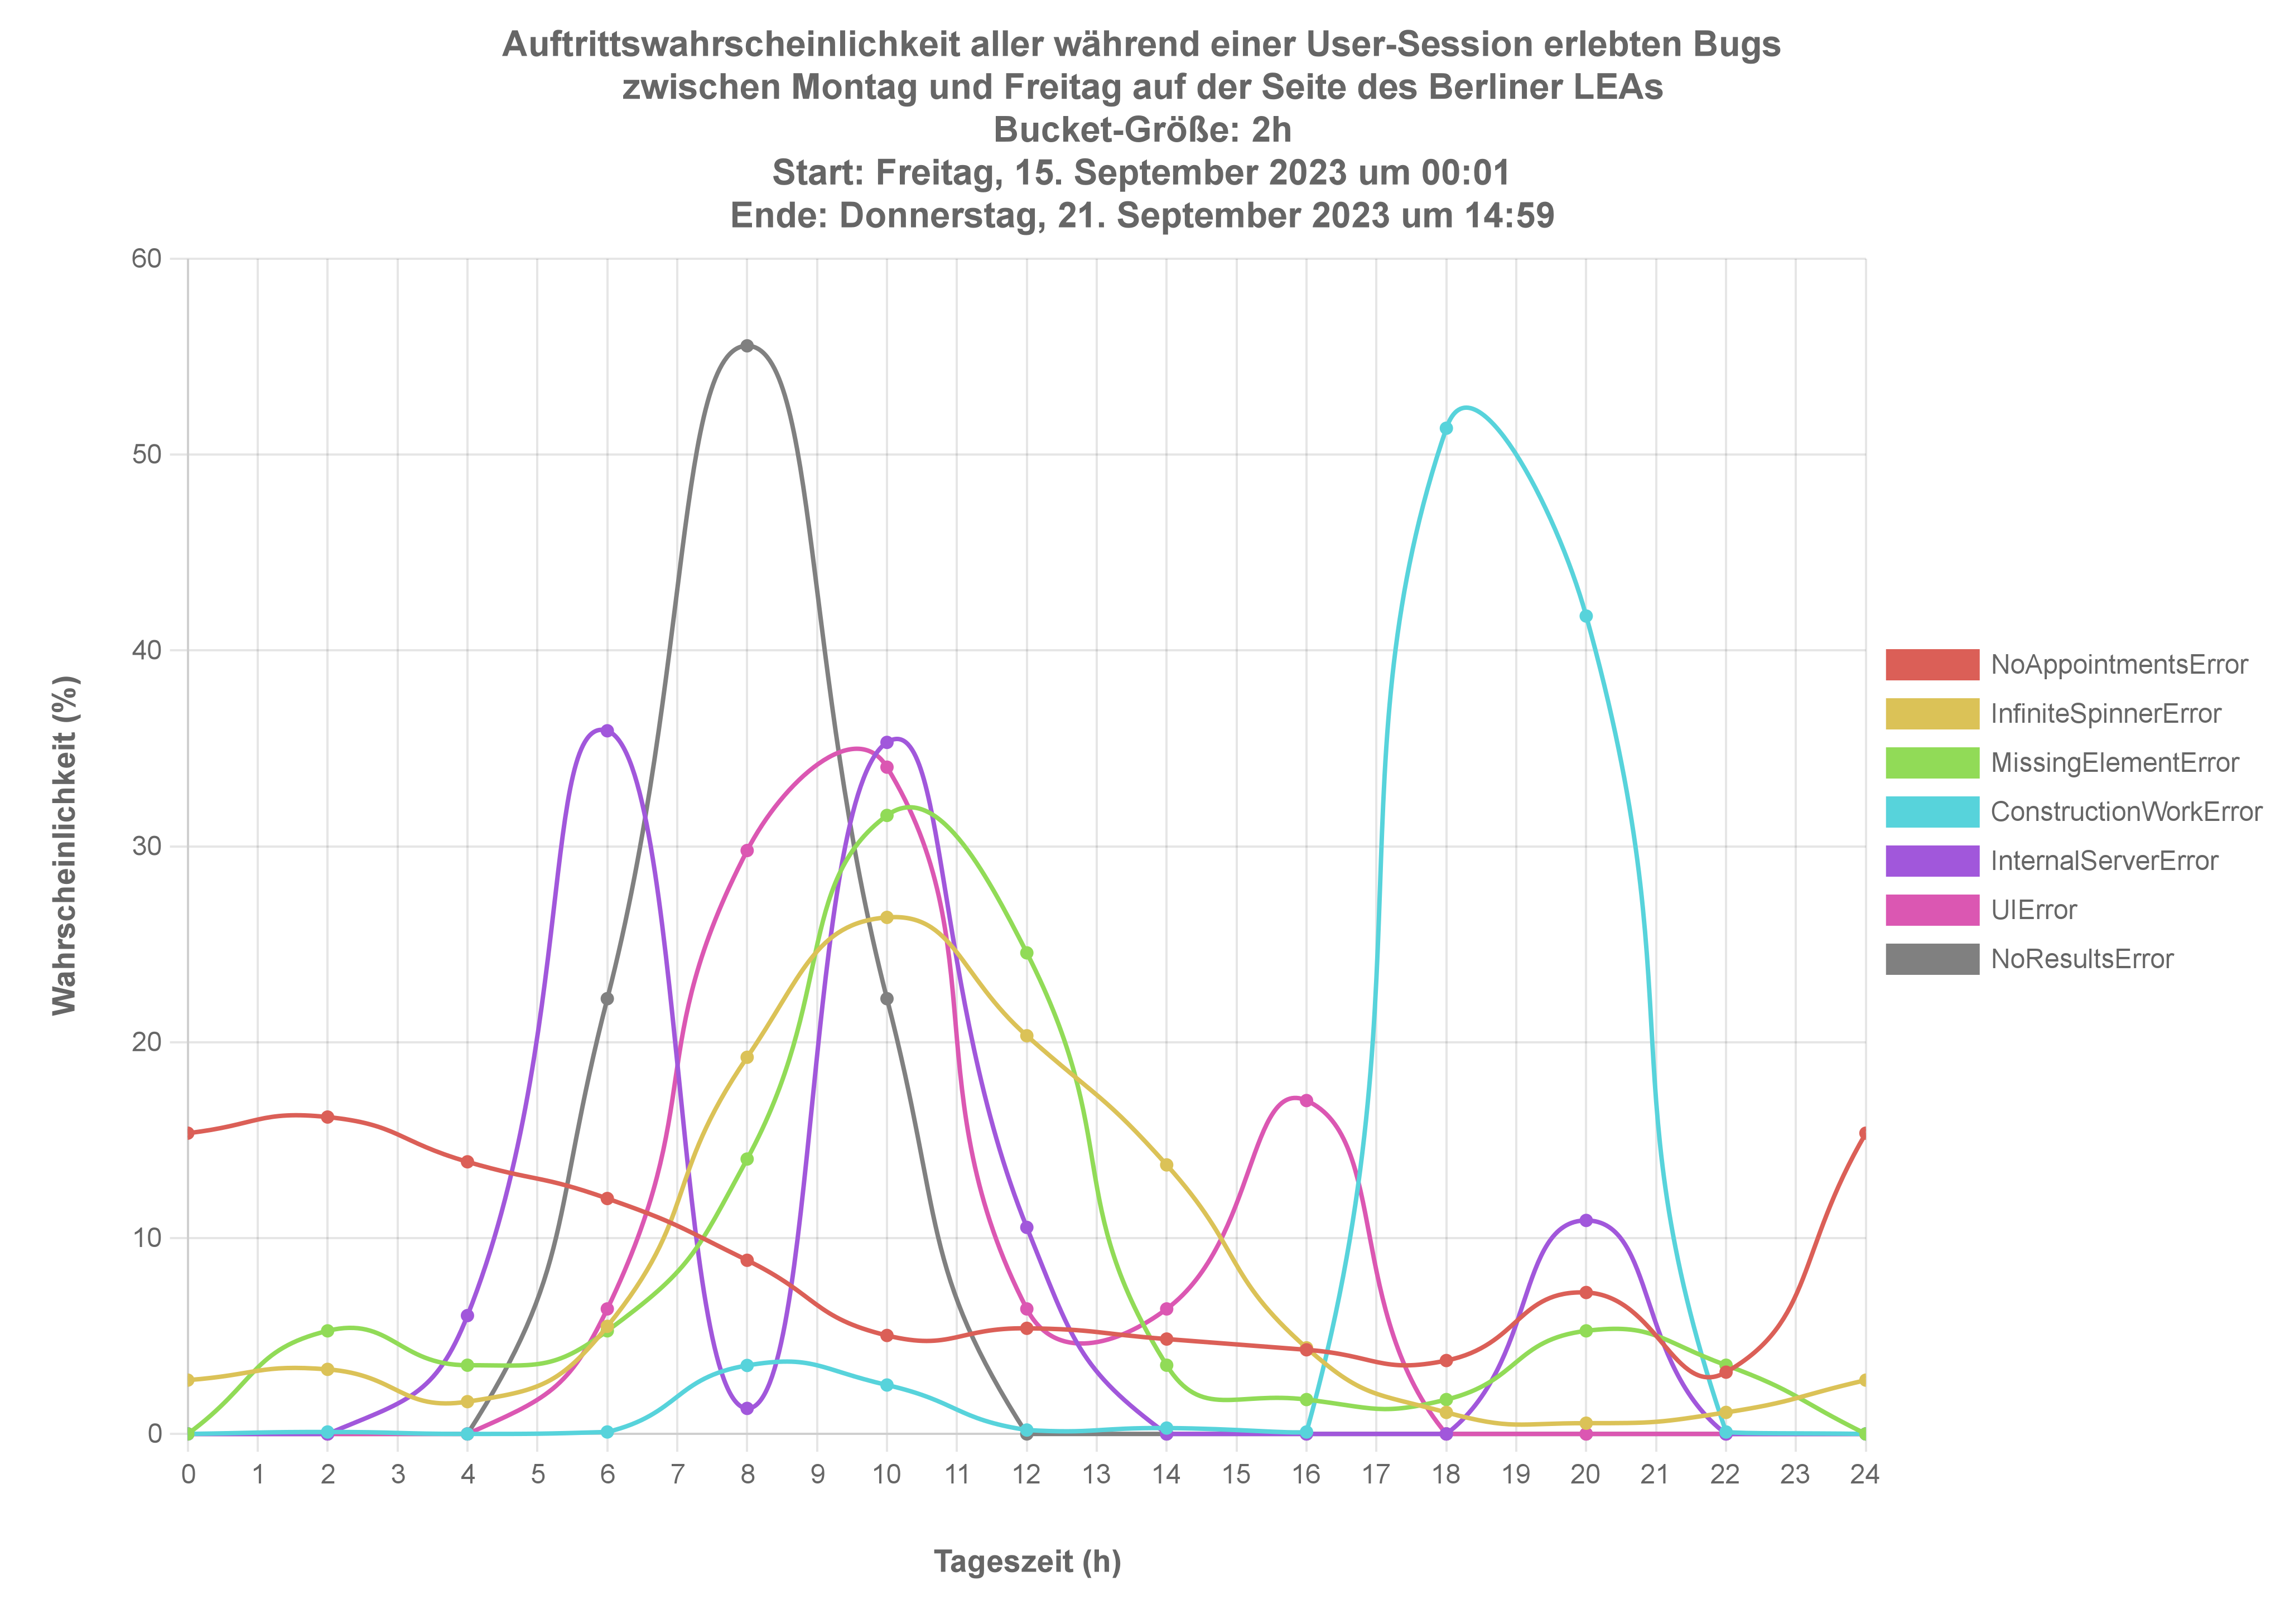 Auftrittswahrscheinlichkeit aller während einer User-Session erlebten Bugs
zwischen Montag und Freitag auf der Seite des Berliner LEAs
Bucket-Größe: 2h
Start: Freitag, 15. September 2023 um 00:01
Ende: Donnerstag, 21. September 2023 um 14:59
60
50
40
30
20
10
0
Wahrscheinlichkeit (%)
NoAppointmentsError
InfiniteSpinnerError
MissingElementError
ConstructionWorkError
InternalServerError
UIError
NoResultsError
0 1 2 3 4 5 6 7 8 9 10 11 12 13 14 15 16 17 18 19 20 21 22 23 24
Tageszeit (h)